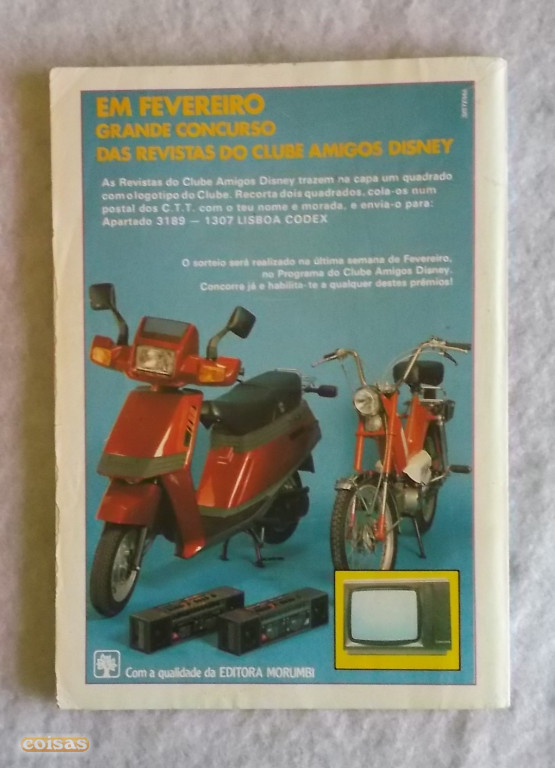 EM FEVEREIRO
GRANDE CONCURSO
DAS REVISTAS DO CLUBE AMIGOS DISNEY
As Revistas do Clube Amigos Disney trazem na capa um quadrado
com o logotipo do Clube. Recorta dois quadrados, cola-os num
postal dos C.T.T. com o teu nome e morada, e envia-o para:
Apartado 3189 — 1307 LISBOA CODEX
O sorteio será realizado na última semana de Fevereiro,
no Programa do Clube Amigos Disney.
Concorre já e habilita-te a qualquer destes prémios!
Com a qualidade da EDITORA MORUMBI
coisas